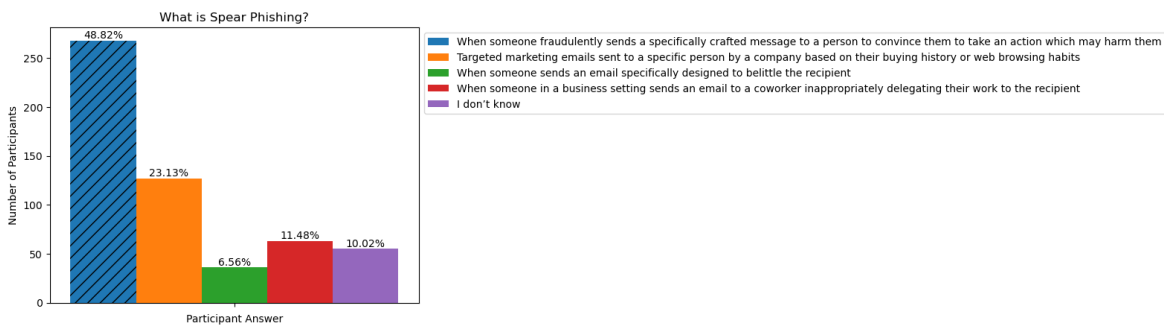 What is Spear Phishing?
48.82%
23.13%
6.56%
11.48%
10.02%
250
200
150
100
50
0
Number of Participants
Participant Answer
When someone fraudulently sends a specifically crafted message to a person to convince them to take an action which may harm them
Targeted marketing emails sent to a specific person by a company based on their buying history or web browsing habits
When someone sends an email specifically designed to belittle the recipient
When someone in a business setting sends an email to a coworker inappropriately delegating their work to the recipient
I don’t know